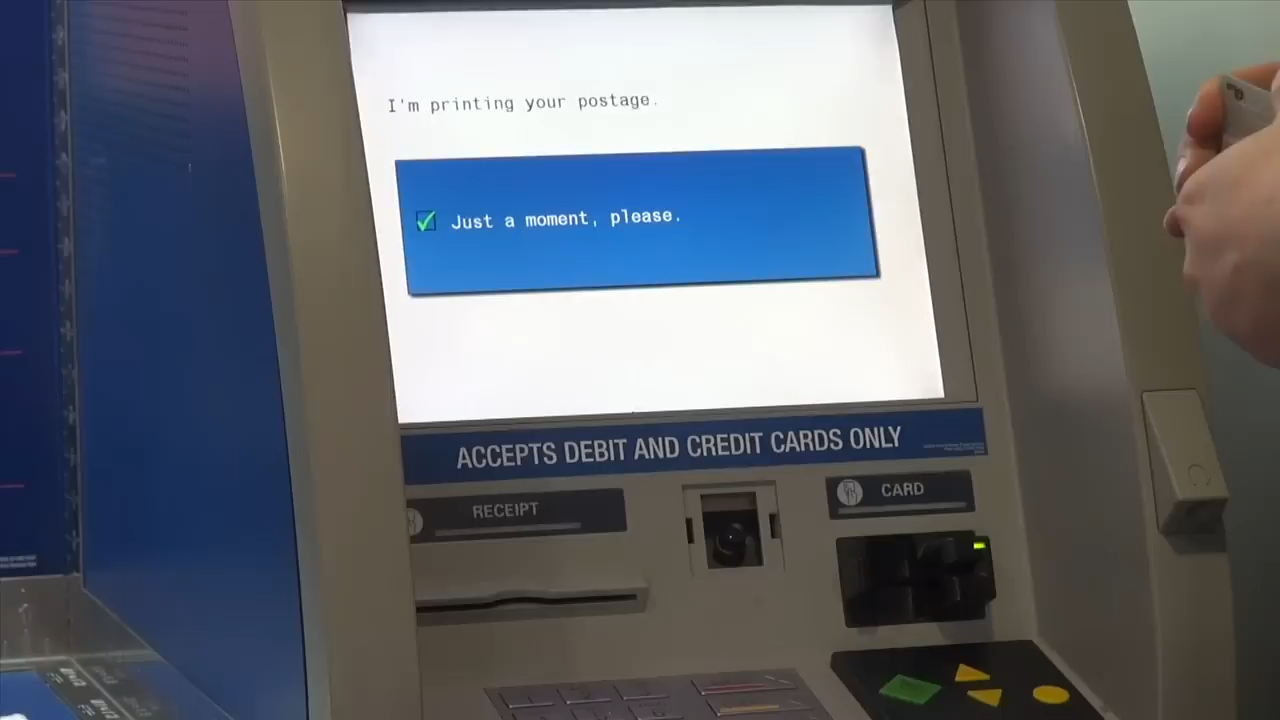 I'm printing your postage.
Just a moment, please.
ACCEPTS DEBIT AND CREDIT CARDS ONLY
RECEIPT
CARD